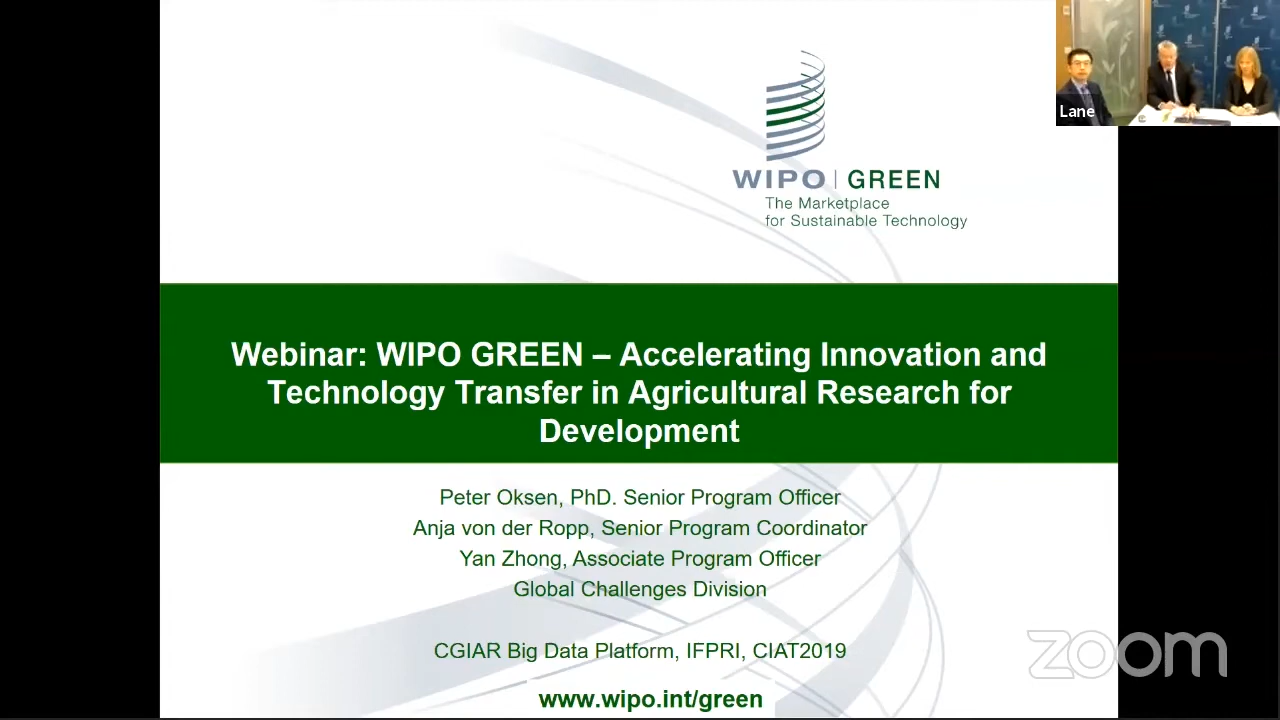 Lane
WIPO | GREEN
The Marketplace
for Sustainable Technology
Webinar: WIPO GREEN – Accelerating Innovation and
Technology Transfer in Agricultural Research for
Development
Peter Oksen, PhD. Senior Program Officer
Anja von der Ropp, Senior Program Coordinator
Yan Zhong, Associate Program Officer
Global Challenges Division
CGIAR Big Data Platform, IFPRI, CIAT2019
www.wipo.int/green
zoom